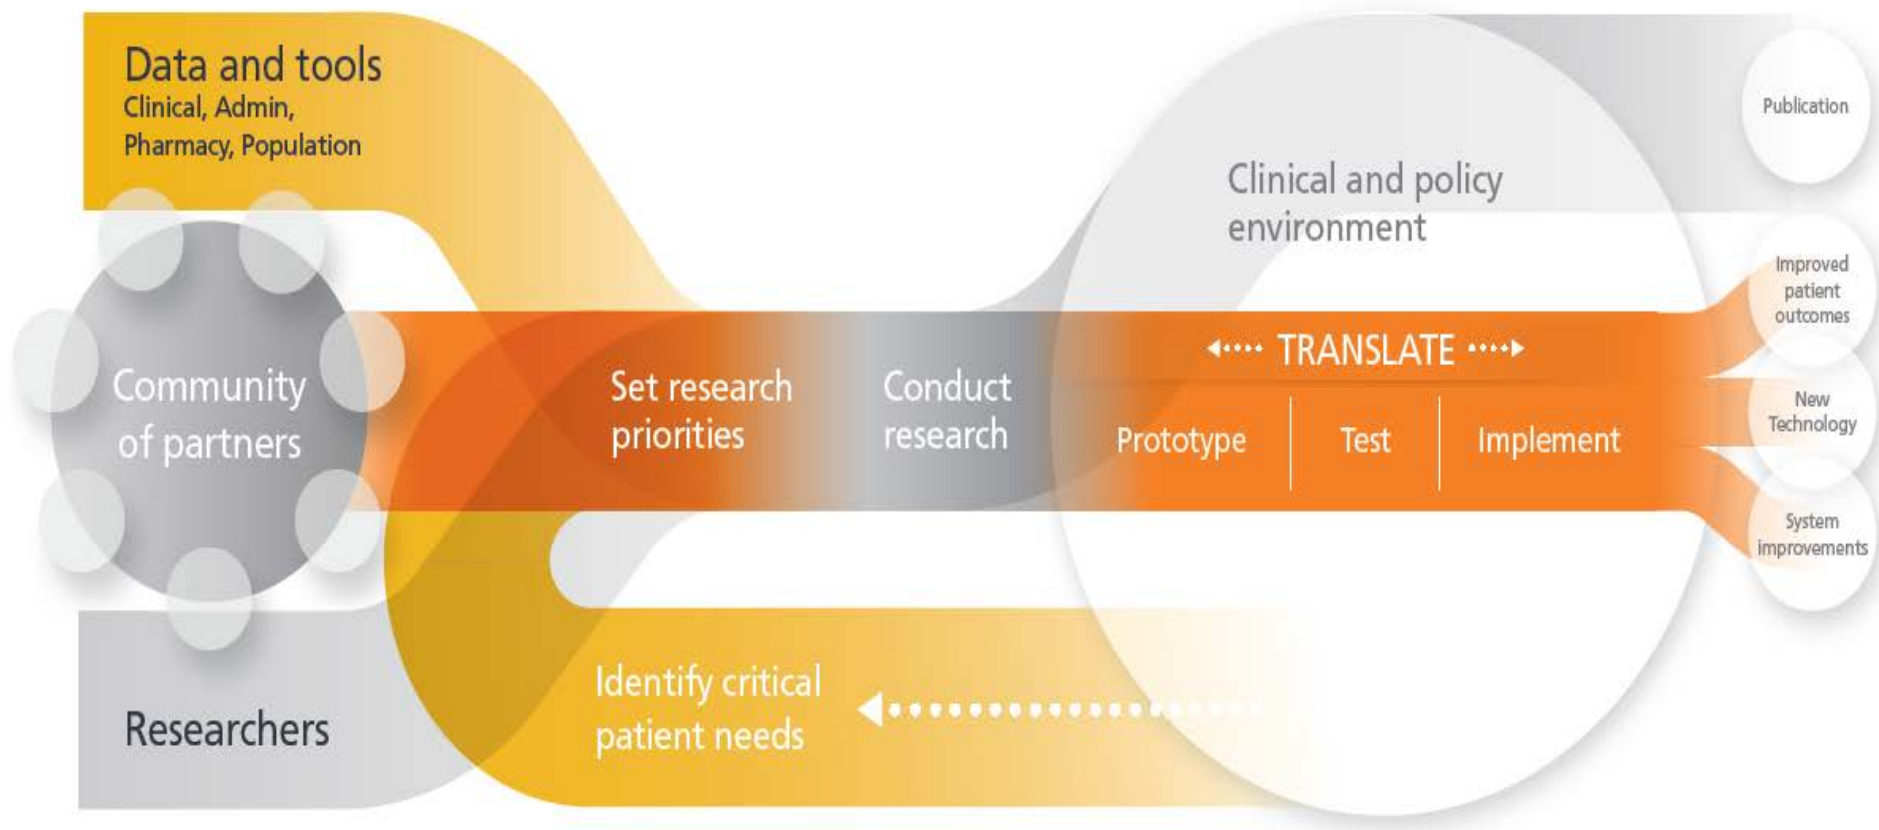 Data and tools
Clinical, Admin,
Pharmacy, Population
Community
of partners
Researchers
Set research
priorities
Conduct
research
Identify critical
patient needs
Clinical and policy
environment
TRANSLATE
Prototype
Test
Implement
Publication
Improved
patient
outcomes
New
Technology
System
improvements